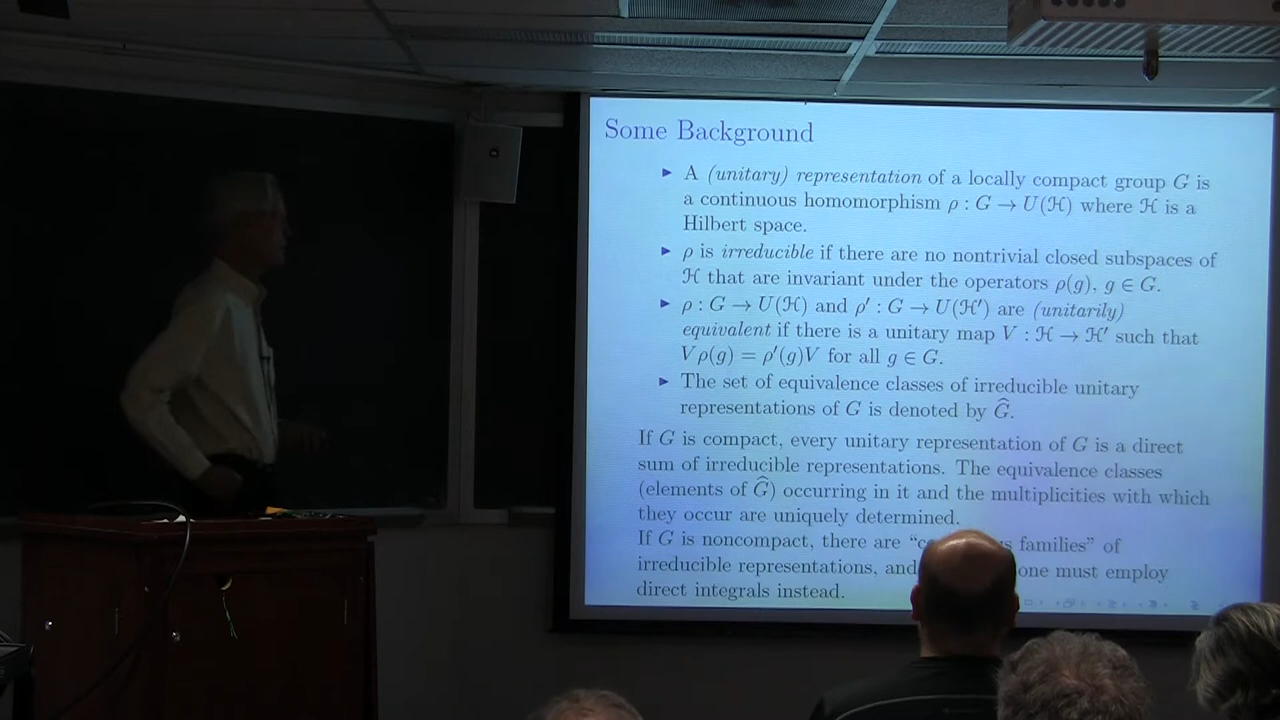 Some Background
▶ A (unitary) representation of a locally compact group G is
a continuous homomorphism ρ : G → U(ℋ) where ℋ is a
Hilbert space.
▶ ρ is irreducible if there are no nontrivial closed subspaces of
ℋ that are invariant under the operators ρ(g), g ∈ G.
▶ ρ : G → U(ℋ) and ρ′ : G → U(ℋ′) are (unitarily)
equivalent if there is a unitary map V : ℋ → ℋ′ such that
Vρ(g) = ρ′(g)V for all g ∈ G.
▶ The set of equivalence classes of irreducible unitary
representations of G is denoted by Ĝ.
If G is compact, every unitary representation of G is a direct
sum of irreducible representations. The equivalence classes
(elements of Ĝ) occurring in it and the multiplicities with which
they occur are uniquely determined.
If G is noncompact, there are families” of
irreducible representations, and one must employ
direct integrals instead.